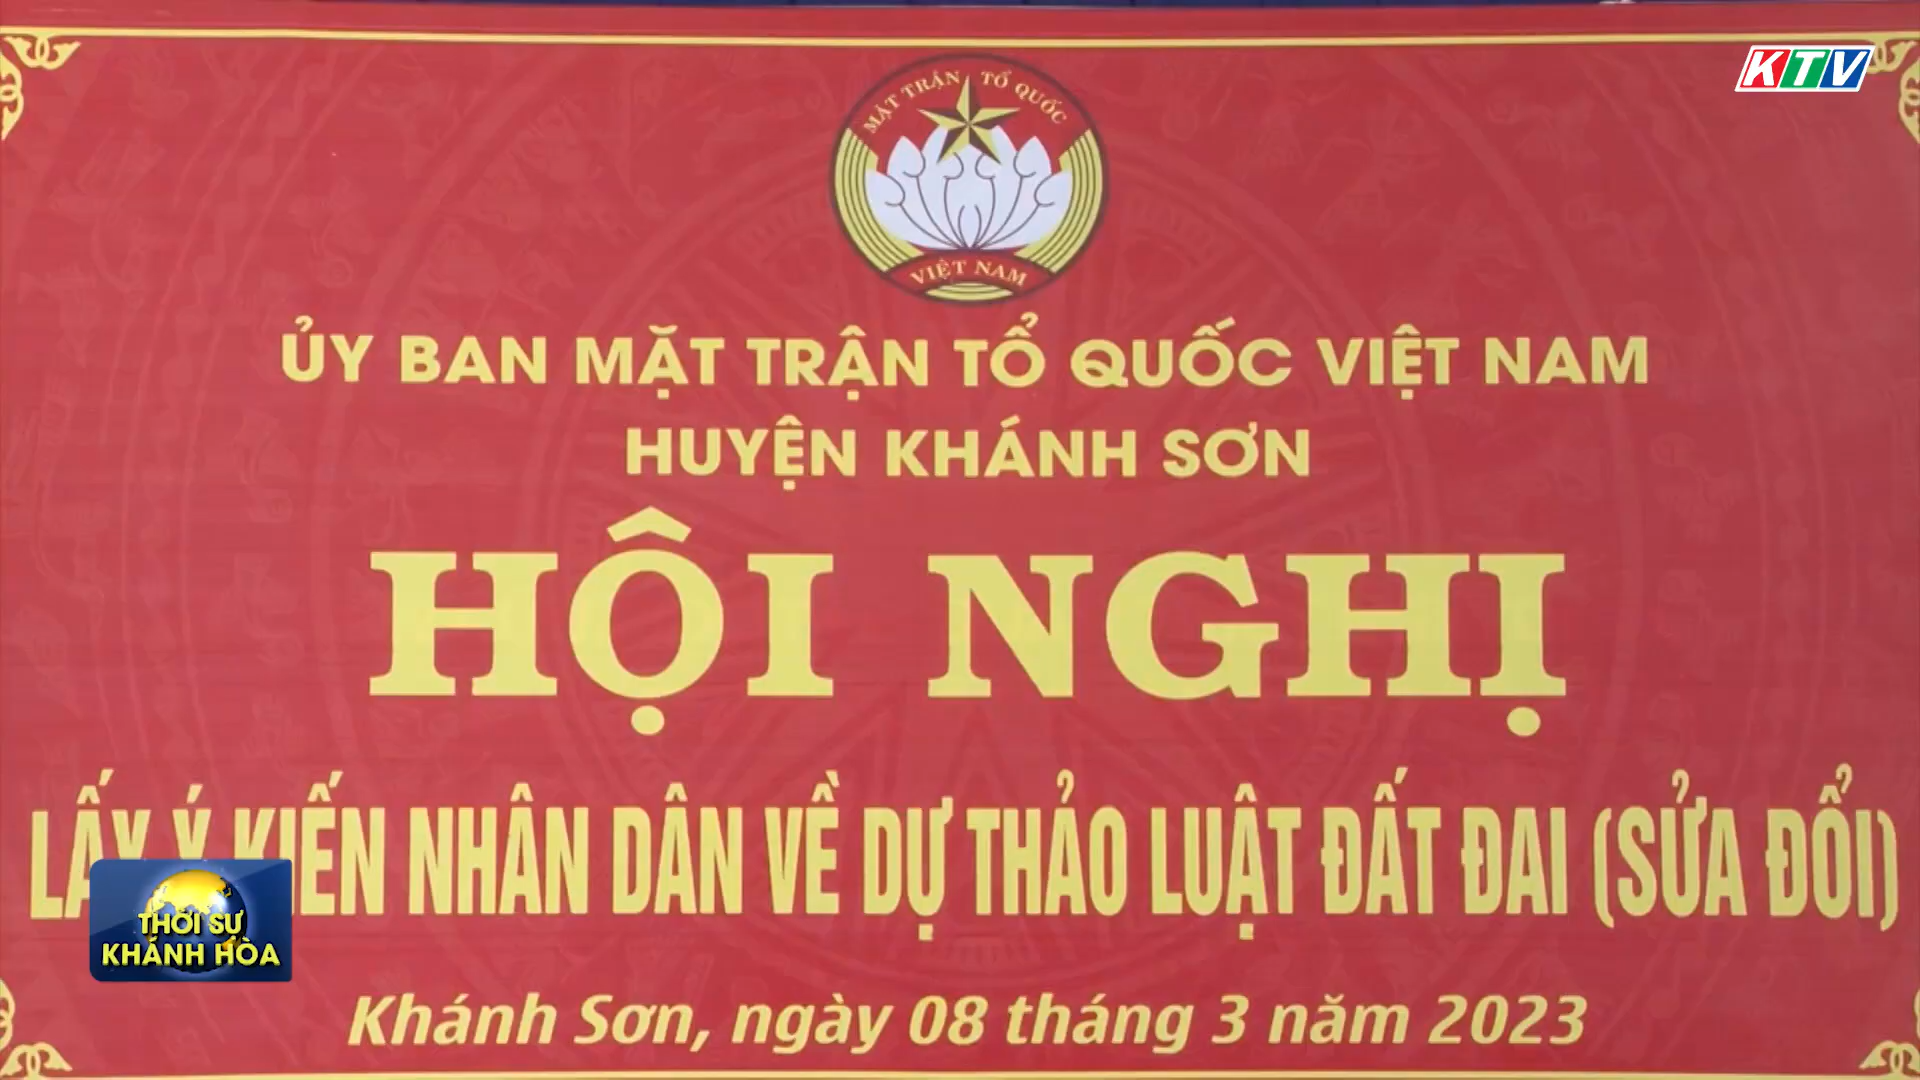 KTV
MẶT TRẬN TỔ QUỐC
VIỆT NAM
ỦY BAN MẶT TRẬN TỔ QUỐC VIỆT NAM
HUYỆN KHÁNH SƠN
HỘI NGHỊ
LẤY Ý KIẾN NHÂN DÂN VỀ DỰ THẢO LUẬT ĐẤT ĐAI (SỬA ĐỔI)
THỜI SỰ
KHÁNH HÒA
Khánh Sơn, ngày 08 tháng 3 năm 2023